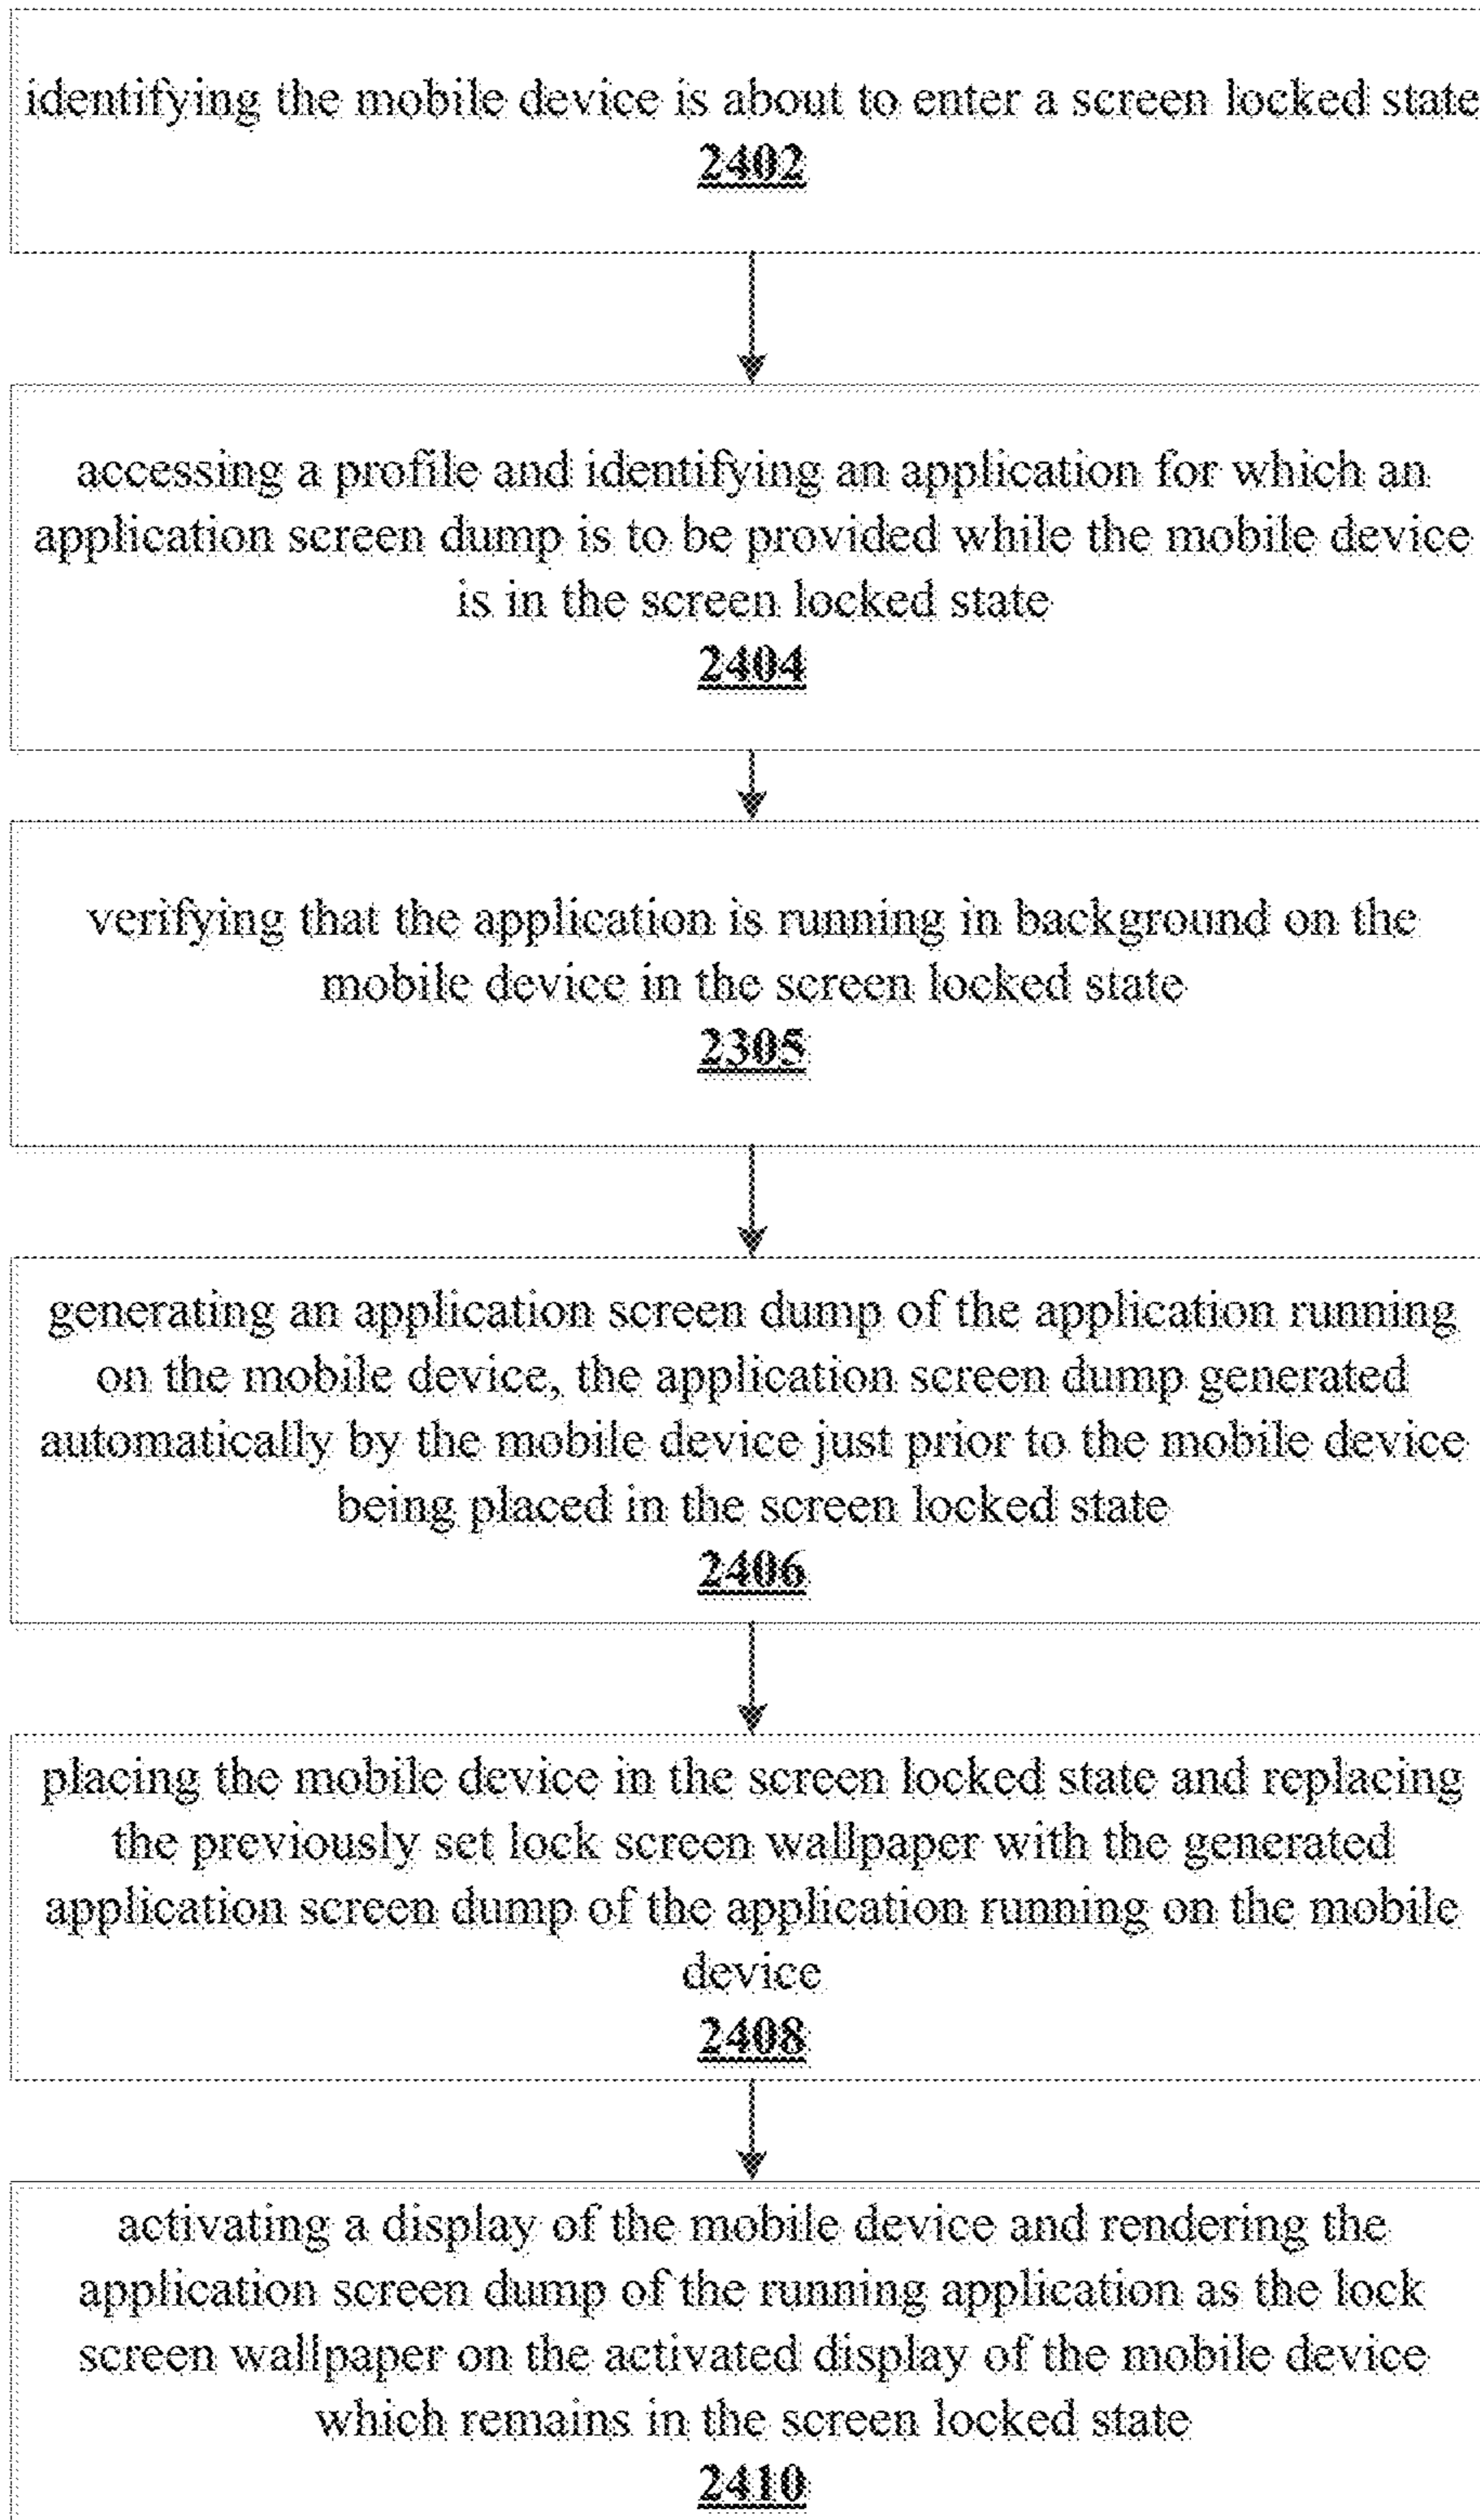 identifying the mobile device is about to enter a screen locked state
2402
accessing a profile and identifying an application for which an
application screen dump is to be provided while the mobile device
is in the screen locked state
2404
verifying that the application is running in background on the
mobile device in the screen locked state
2305
generating an application screen dump of the application running
on the mobile device, the application screen dump generated
automatically by the mobile device just prior to the mobile device
being placed in the screen locked state
2406
placing the mobile device in the screen locked state and replacing
the previously set lock screen wallpaper with the generated
application screen dump of the application running on the mobile
device
2408
activating a display of the mobile device and rendering the
application screen dump of the running application as the lock
screen wallpaper on the activated display of the mobile device
which remains in the screen locked state
2410